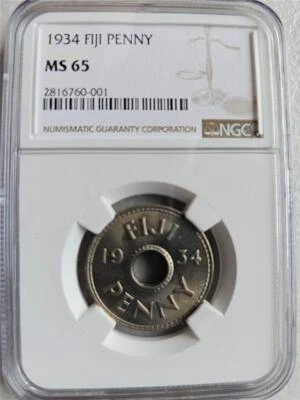 1934 FIJI PENNY
MS 65
2816760-001
NUMISMATIC GUARANTY CORPORATION
NGC
FIJI
19 34
PENNY